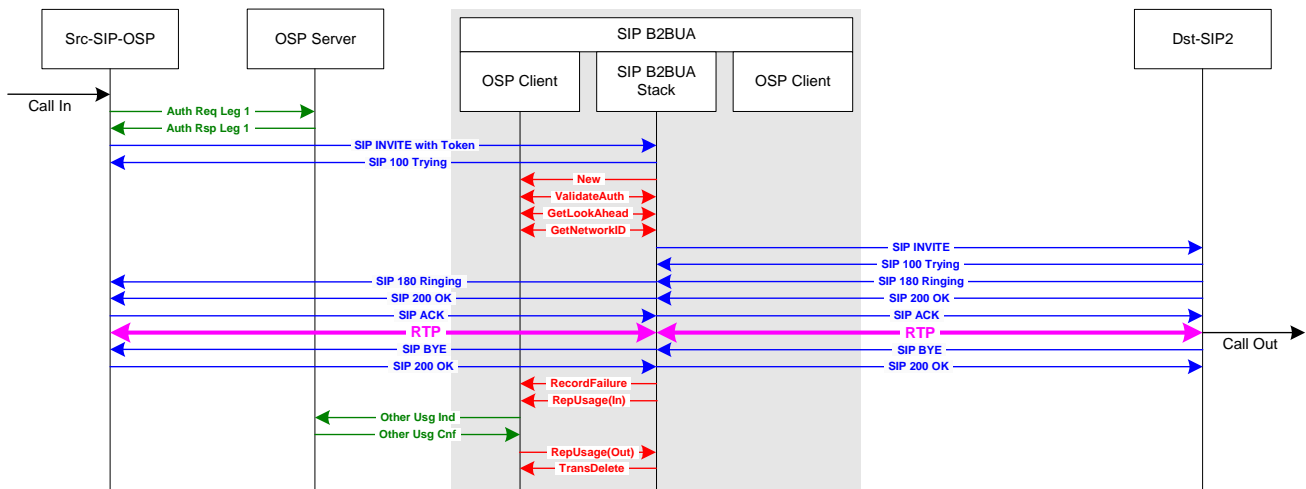 Src-SIP-OSP
OSP Server
SIP B2BUA
Dst-SIP2
OSP Client
SIP B2BUA
Stack
OSP Client
Call In
Auth Req Leg 1
Auth Rsp Leg 1
SIP INVITE with Token
SIP 100 Trying
New
ValidateAuth
GetLookAhead
GetNetworkID
SIP INVITE
SIP 100 Trying
SIP 180 Ringing
SIP 180 Ringing
SIP 200 OK
SIP 200 OK
SIP ACK
SIP ACK
RTP
RTP
Call Out
SIP BYE
SIP BYE
SIP 200 OK
SIP 200 OK
RecordFailure
RepUsage(In)
Other Usg Ind
Other Usg Cnf
RepUsage(Out)
TransDelete